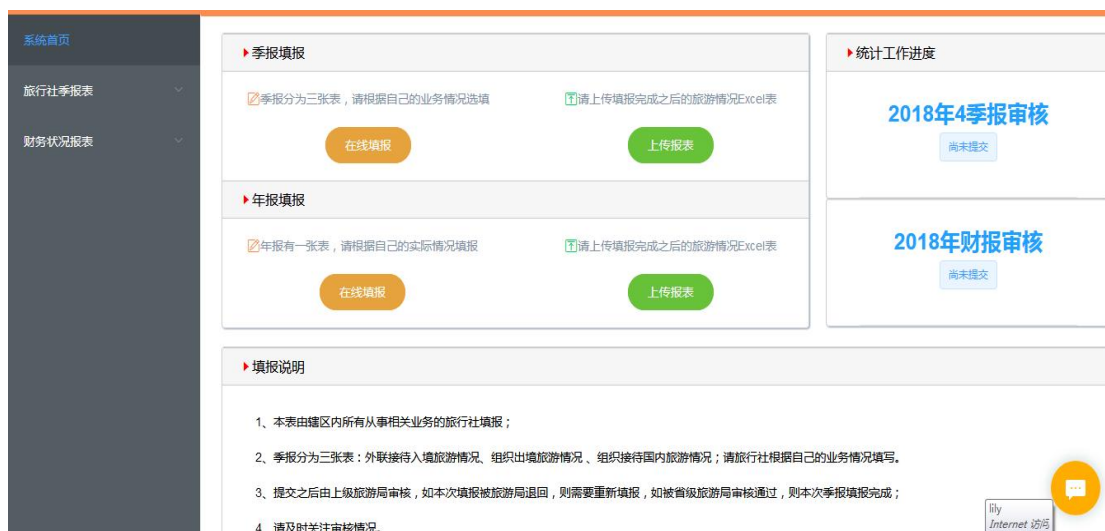 系统首页
旅行社季报表
财务状况报表
季报填报
季报分为三张表，请根据自己的业务情况选填
请上传填报完成之后的旅游情况Excel表
在线填报
上传报表
年报填报
年报有一张表，请根据自己的实际情况填报
请上传填报完成之后的旅游情况Excel表
在线填报
上传报表
统计工作进度
2018年4季报审核
尚未提交
2018年财报审核
尚未提交
填报说明
1、本表由辖区内所有从事相关业务的旅行社填报；
2、季报分为三张表：外联接待入境旅游情况、组织出境旅游情况 、组织接待国内旅游情况；请旅行社根据自己的业务情况填写。
3、提交之后由上级旅游局审核，如本次填报被旅游局退回，则需要重新填报，如被省级旅游局审核通过，则本次季报填报完成；
4、请及时关注审核情况。
lily
Internet 访问